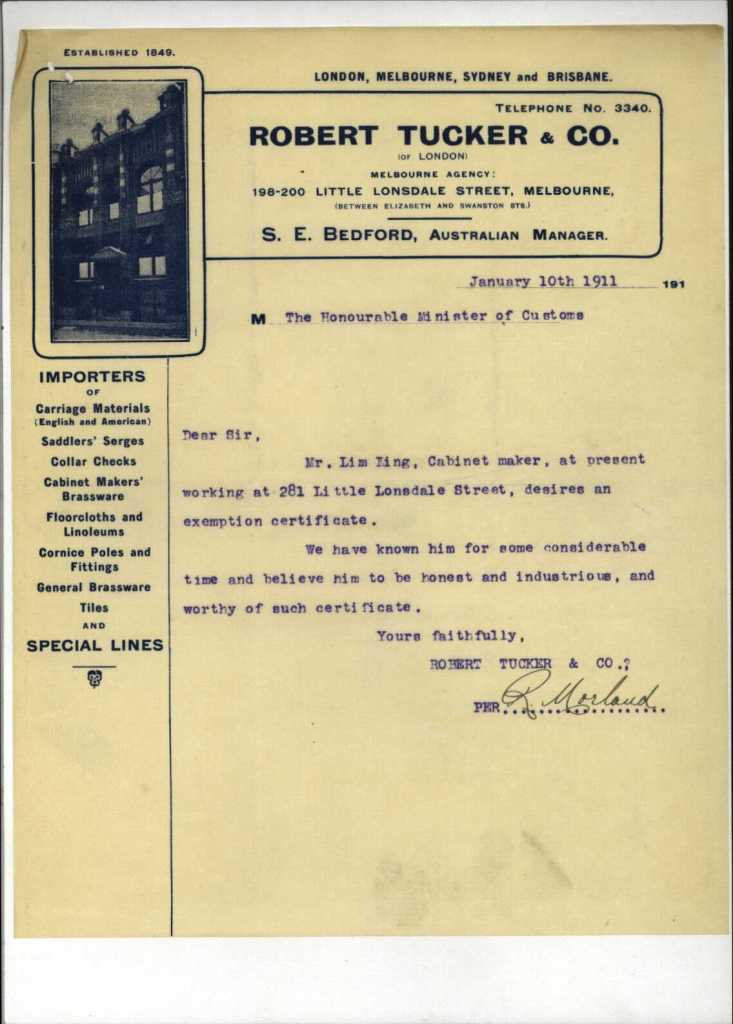 ESTABLISHED 1849.
LONDON, MELBOURNE, SYDNEY and BRISBANE.
TELEPHONE NO. 3340.
ROBERT TUCKER & CO.
(OF LONDON)
MELBOURNE AGENCY:
198-200 LITTLE LONSDALE STREET, MELBOURNE,
(BETWEEN ELIZABETH AND SWANSTON STS.)
S. E. BEDFORD, AUSTRALIAN MANAGER.
January 10th 1911 191
M The Honourable Minister of Customs
IMPORTERS
OF
Carriage Materials
(English and American)
Saddlers' Serges
Collar Checks
Cabinet Makers'
Brassware
Floorcloths and
Linoleums
Cornice Poles and
Fittings
General Brassware
Tiles
AND
SPECIAL LINES
Dear Sir,
Mr. Lim , Cabinet maker, at present
working at 281 Little Lonsdale Street, desires an
exemption certificate.
We have known him for some considerable
time and believe him to be honest and industrious, and
worthy of such certificate.
Yours faithfully,
ROBERT TUCKER & CO.?
PER R. Morland